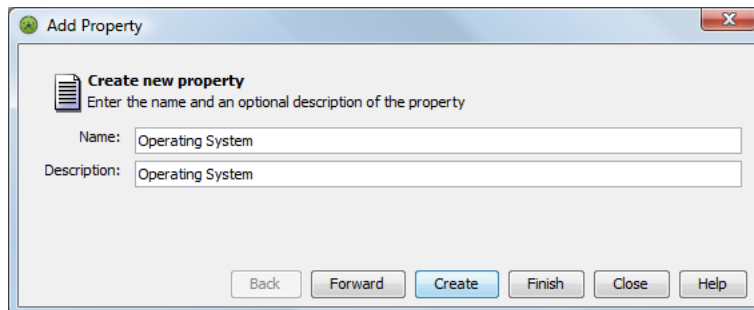 Add Property
Create new property
Enter the name and an optional description of the property
Name: Operating System
Description: Operating System
Back Forward Create Finish Close Help